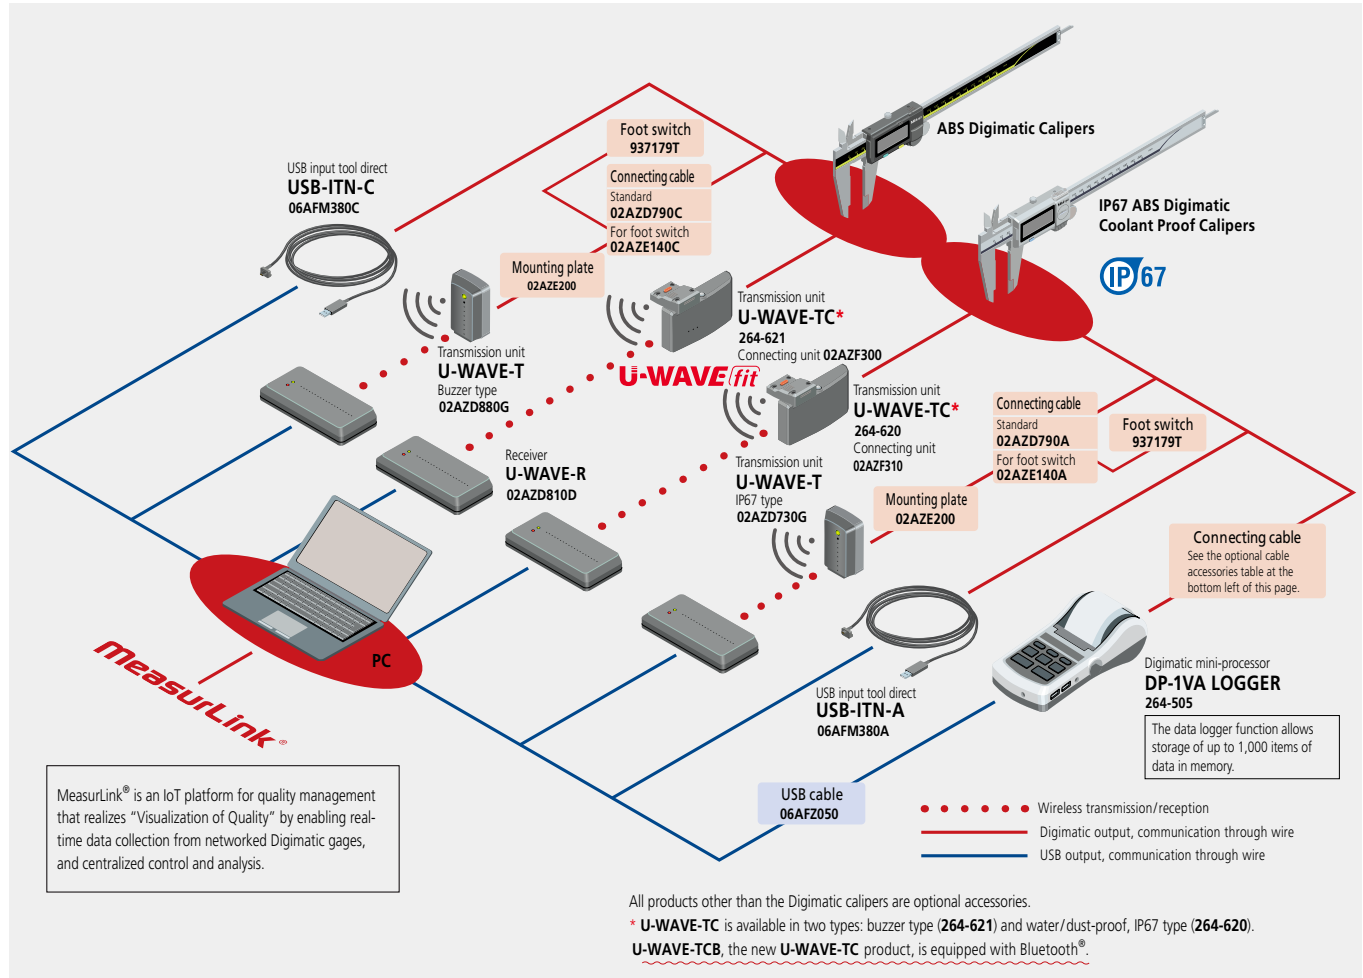 ABS Digimatic Calipers
Foot switch
937179T
USB input tool direct
USB-ITN-C
06AFM380C
Connecting cable
Standard
02AZD790C
For foot switch
02AZE140C
IP67 ABS Digimatic
Coolant Proof Calipers
IP67
Mounting plate
02AZE200
Transmission unit
U-WAVE-TC*
264-621
Connecting unit 02AZF300
Transmission unit
U-WAVE-T
Buzzer type
02AZD880G
U-WAVE fit
Transmission unit
U-WAVE-TC*
264-620
Connecting unit
02AZF310
Connecting cable
Standard
02AZD790A
For foot switch
02AZE140A
Foot switch
937179T
Receiver
U-WAVE-R
02AZD810D
Transmission unit
U-WAVE-T
IP67 type
02AZD730G
Mounting plate
02AZE200
Connecting cable
See the optional cable
accessories table at the
bottom left of this page.
PC
MeasurLink®
USB input tool direct
USB-ITN-A
06AFM380A
Digimatic mini-processor
DP-1VA LOGGER
264-505
The data logger function allows
storage of up to 1,000 items of
data in memory.
MeasurLink® is an IoT platform for quality management
that realizes “Visualization of Quality” by enabling real-
time data collection from networked Digimatic gages,
and centralized control and analysis.
USB cable
06AFZ050
Wireless transmission/reception
Digimatic output, communication through wire
USB output, communication through wire
All products other than the Digimatic calipers are optional accessories.
* U-WAVE-TC is available in two types: buzzer type (264-621) and water/dust-proof, IP67 type (264-620).
U-WAVE-TCB, the new U-WAVE-TC product, is equipped with Bluetooth®.